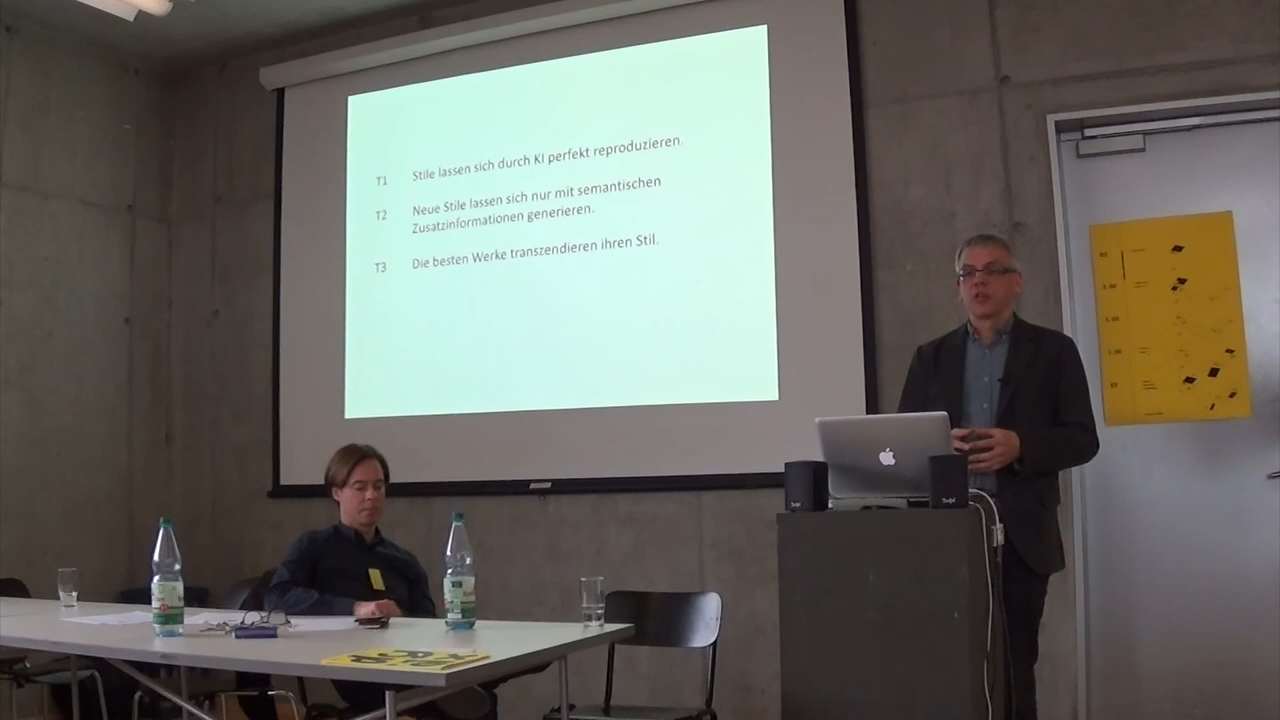 T1 Stile lassen sich durch KI perfekt reproduzieren.
T2 Neue Stile lassen sich nur mit semantischen
Zusatzinformationen generieren.
T3 Die besten Werke transzendieren ihren Stil.